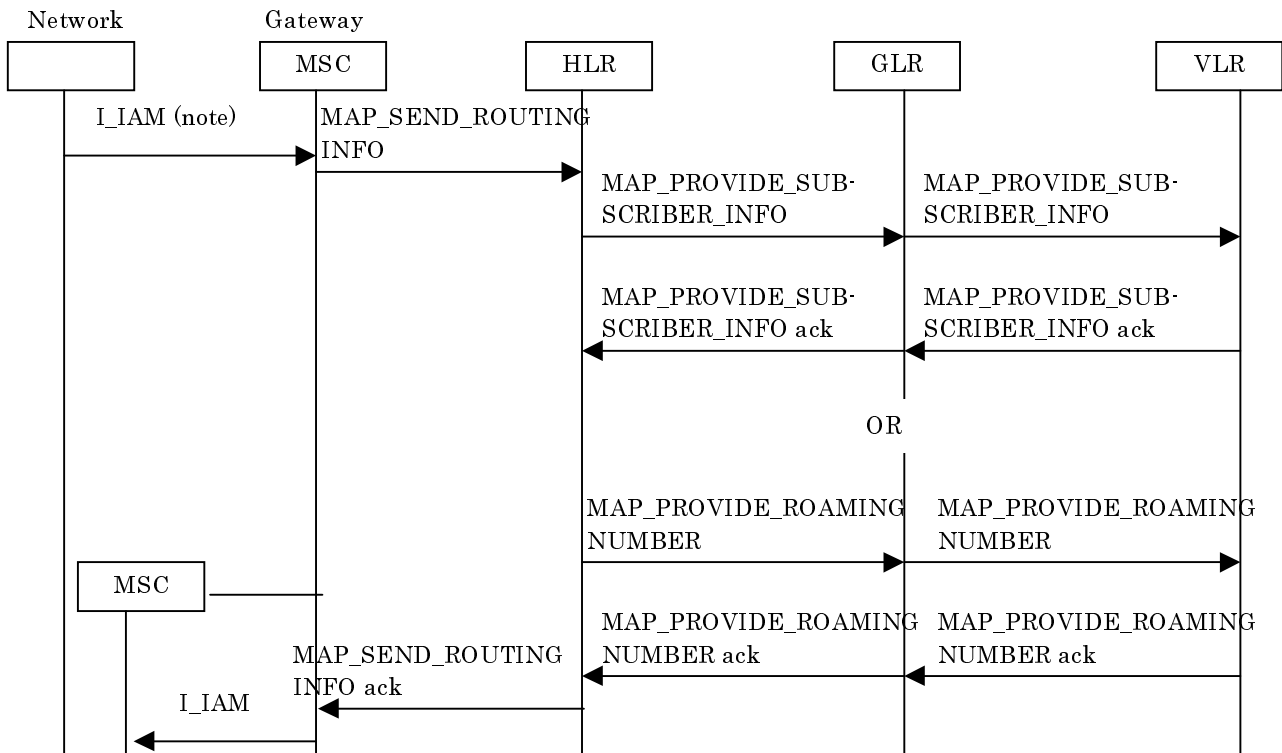 Network
Gateway
MSC
HLR
GLR
VLR
I_IAM (note)
MAP_SEND_ROUTING
INFO
MAP_PROVIDE_SUB-
SCRIBER_INFO
MAP_PROVIDE_SUB-
SCRIBER_INFO
MAP_PROVIDE_SUB-
SCRIBER_INFO ack
MAP_PROVIDE_SUB-
SCRIBER_INFO ack
OR
MAP_PROVIDE_ROAMING
NUMBER
MAP_PROVIDE_ROAMING
NUMBER
MSC
MAP_PROVIDE_ROAMING
NUMBER ack
MAP_PROVIDE_ROAMING
NUMBER ack
MAP_SEND_ROUTING
INFO ack
I_IAM